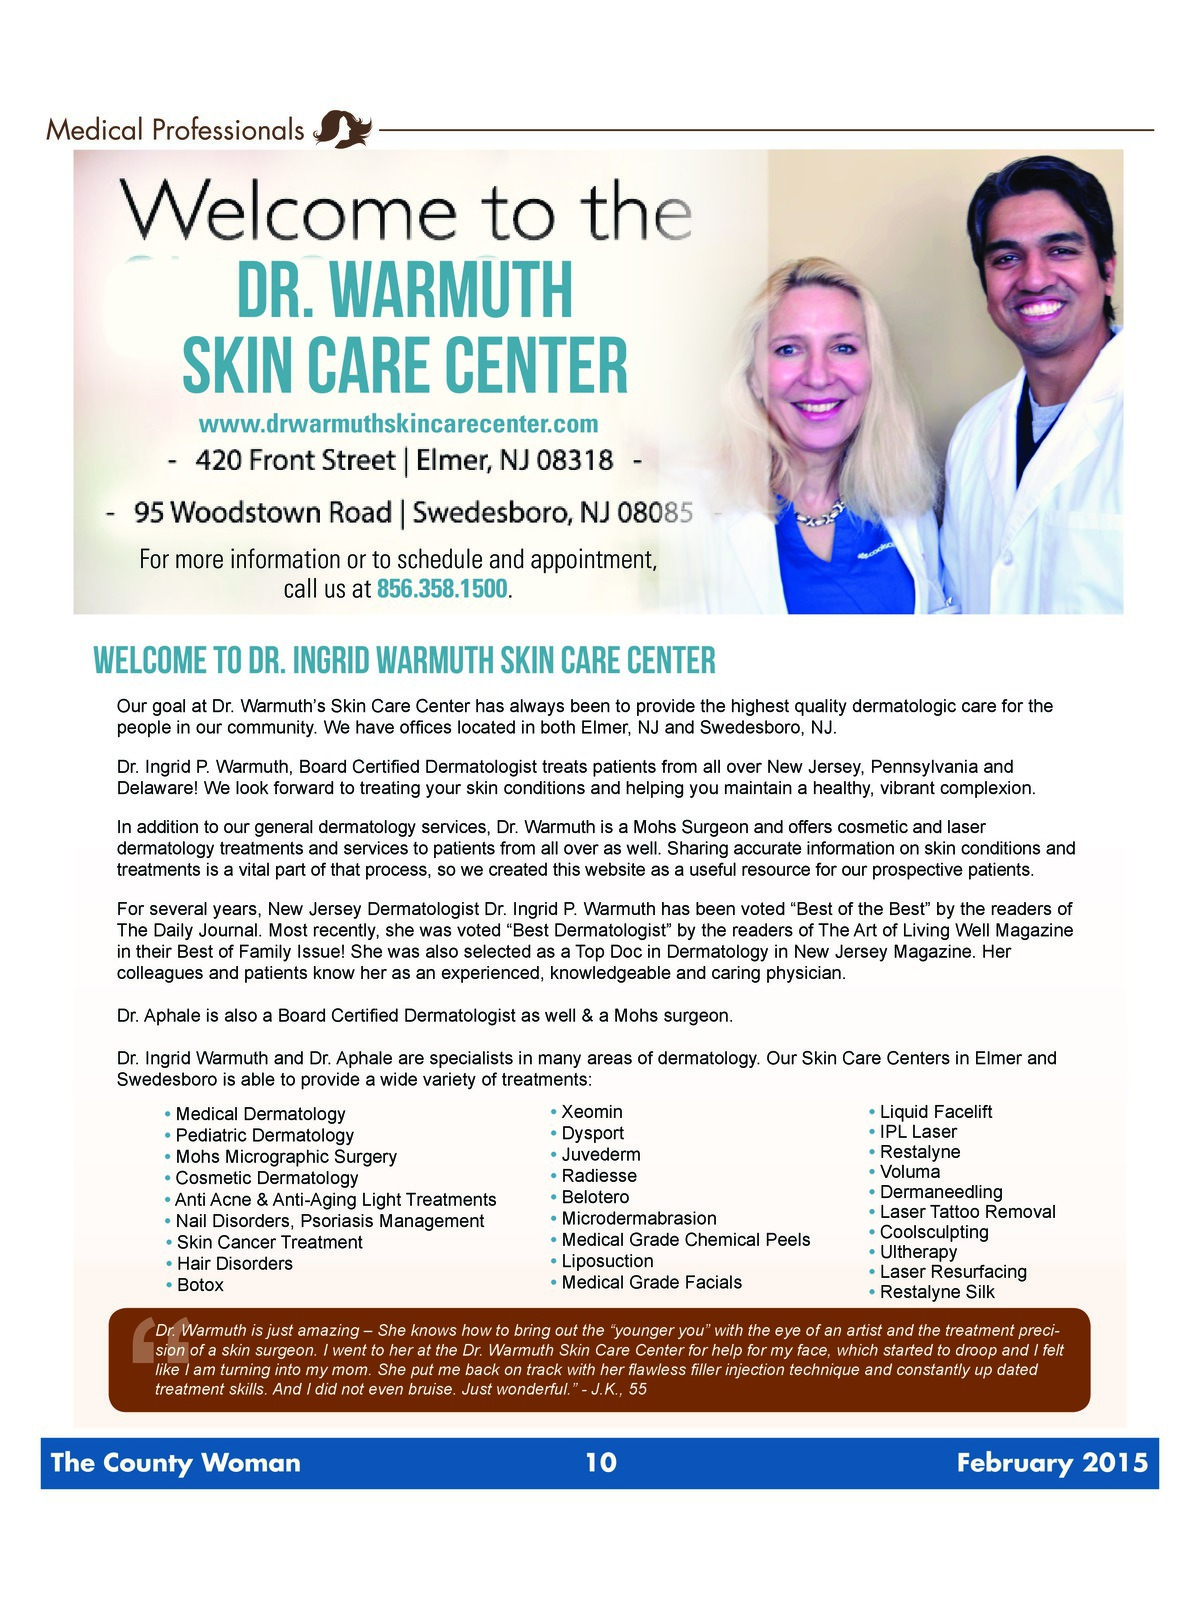 Medical Professionals
Welcome to the
DR. WARMUTH
SKIN CARE CENTER
www.drwarmuthskincarecenter.com
- 420 Front Street | Elmer, NJ 08318 -
- 95 Woodstown Road | Swedesboro, NJ 08085 -
For more information or to schedule and appointment,
call us at 856.358.1500.
WELCOME TO DR. INGRID WARMUTH SKIN CARE CENTER
Our goal at Dr. Warmuth's Skin Care Center has always been to provide the highest quality dermatologic care for the
people in our community. We have offices located in both Elmer, NJ and Swedesboro, NJ.
Dr. Ingrid P. Warmuth, Board Certified Dermatologist treats patients from all over New Jersey, Pennsylvania and
Delaware! We look forward to treating your skin conditions and helping you maintain a healthy, vibrant complexion.
In addition to our general dermatology services, Dr. Warmuth is a Mohs Surgeon and offers cosmetic and laser
dermatology treatments and services to patients from all over as well. Sharing accurate information on skin conditions and
treatments is a vital part of that process, so we created this website as a useful resource for our prospective patients.
For several years, New Jersey Dermatologist Dr. Ingrid P. Warmuth has been voted “Best of the Best” by the readers of
The Daily Journal. Most recently, she was voted “Best Dermatologist” by the readers of The Art of Living Well Magazine
in their Best of Family Issue! She was also selected as a Top Doc in Dermatology in New Jersey Magazine. Her
colleagues and patients know her as an experienced, knowledgeable and caring physician.
Dr. Aphale is also a Board Certified Dermatologist as well & a Mohs surgeon.
Dr. Ingrid Warmuth and Dr. Aphale are specialists in many areas of dermatology. Our Skin Care Centers in Elmer and
Swedesboro is able to provide a wide variety of treatments:
• Medical Dermatology
• Pediatric Dermatology
• Mohs Micrographic Surgery
• Cosmetic Dermatology
• Anti Acne & Anti-Aging Light Treatments
• Nail Disorders, Psoriasis Management
• Skin Cancer Treatment
• Hair Disorders
• Botox
• Xeomin
• Dysport
• Juvederm
• Radiesse
• Belotero
• Microdermabrasion
• Medical Grade Chemical Peels
• Liposuction
• Medical Grade Facials
• Liquid Facelift
• IPL Laser
• Restalyne
• Voluma
• Dermaneedling
• Laser Tattoo Removal
• Coolsculpting
• Ultherapy
• Laser Resurfacing
• Restalyne Silk
“Dr. Warmuth is just amazing – She knows how to bring out the “younger you” with the eye of an artist and the treatment preci-
sion of a skin surgeon. I went to her at the Dr. Warmuth Skin Care Center for help for my face, which started to droop and I felt
like I am turning into my mom. She put me back on track with her flawless filler injection technique and constantly up dated
treatment skills. And I did not even bruise. Just wonderful.” - J.K., 55
The County Woman 10 February 2015